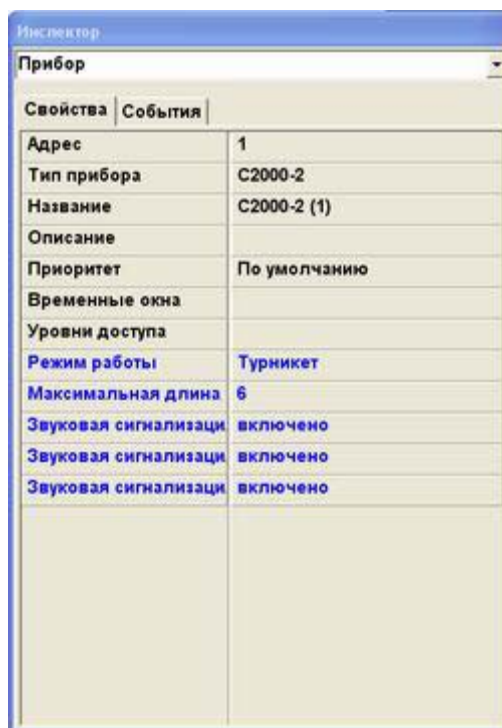 Инспектор
Прибор
Свойства События
Адрес 1
Тип прибора С2000-2
Название С2000-2 (1)
Описание
Приоритет По умолчанию
Временные окна
Уровни доступа
Режим работы Турникет
Максимальная длина 6
Звуковая сигнализаци включено
Звуковая сигнализаци включено
Звуковая сигнализаци включено